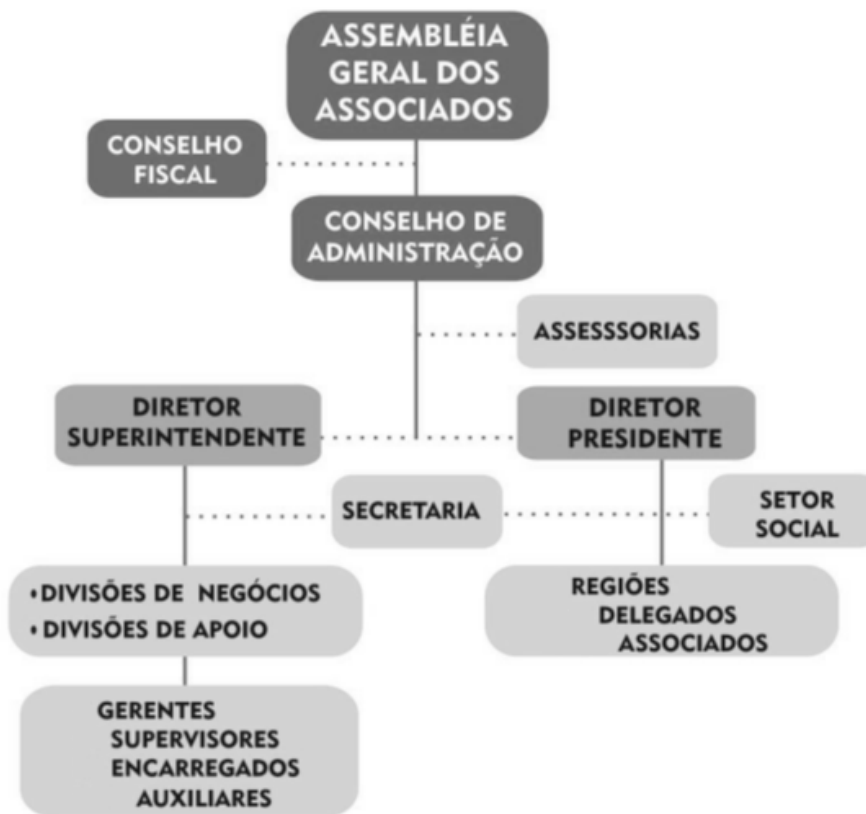 ASSEMBLÉIA
GERAL DOS
ASSOCIADOS
CONSELHO
FISCAL
CONSELHO DE
ADMINISTRAÇÃO
ASSESSSORIAS
DIRETOR
SUPERINTENDENTE
DIRETOR
PRESIDENTE
SECRETARIA
SETOR
SOCIAL
•DIVISÕES DE NEGÓCIOS
•DIVISÕES DE APOIO
REGIÕES
DELEGADOS
ASSOCIADOS
GERENTES
SUPERVISORES
ENCARREGADOS
AUXILIARES